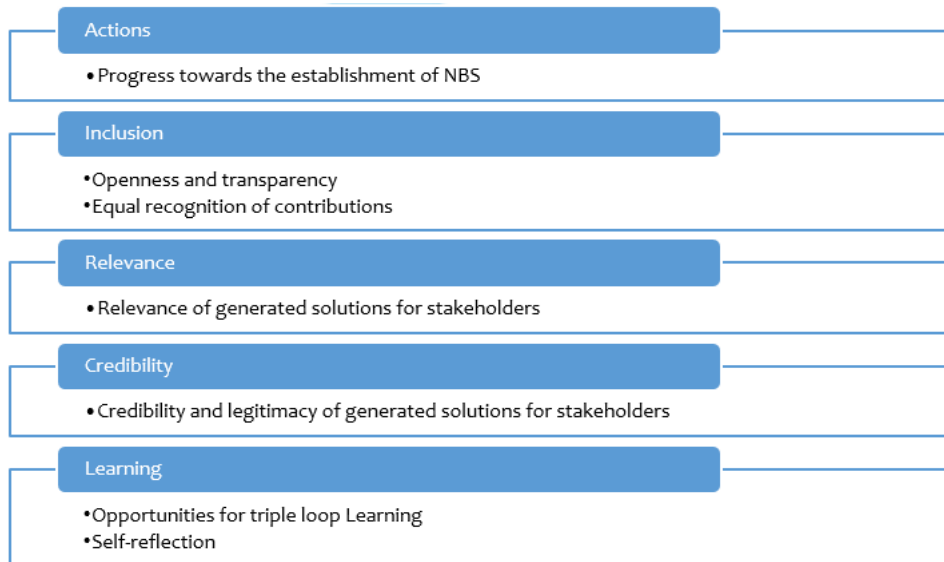 Actions
•Progress towards the establishment of NBS
Inclusion
•Openness and transparency
•Equal recognition of contributions
Relevance
•Relevance of generated solutions for stakeholders
Credibility
•Credibility and legitimacy of generated solutions for stakeholders
Learning
•Opportunities for triple loop Learning
•Self-reflection